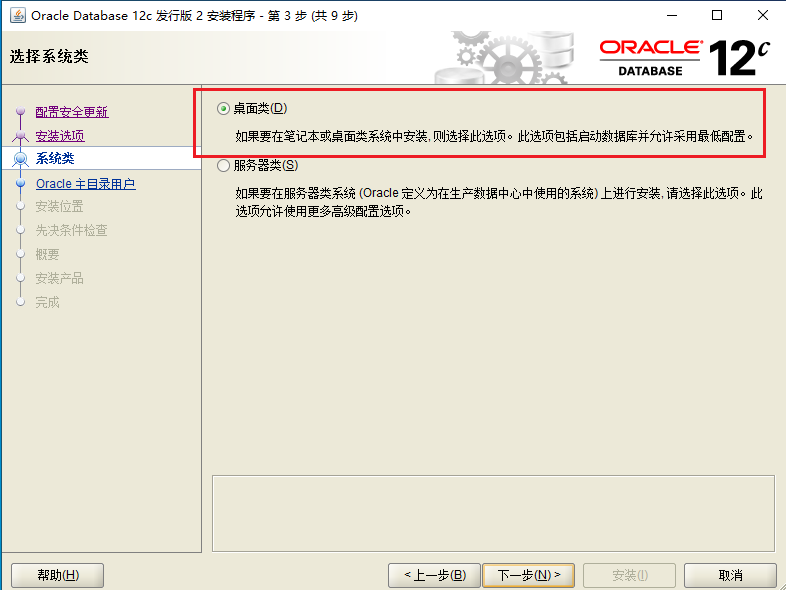 Oracle Database 12c 发行版 2 安装程序 - 第 3 步 (共 9 步)
选择系统类
ORACLE
DATABASE
12c
配置安全更新
安装选项
系统类
Oracle 主目录用户
安装位置
先决条件检查
概要
安装产品
完成
桌面类(D)
如果要在笔记本或桌面类系统中安装,则选择此选项。此选项包括启动数据库并允许采用最低配置。
服务器类(S)
如果要在服务器类系统 (Oracle 定义为在生产数据中心中使用的系统) 上进行安装,请选择此选项。此
选项允许使用更多高级配置选项。
帮助(H)
< 上一步(B)
下一步(N) >
安装(I)
取消